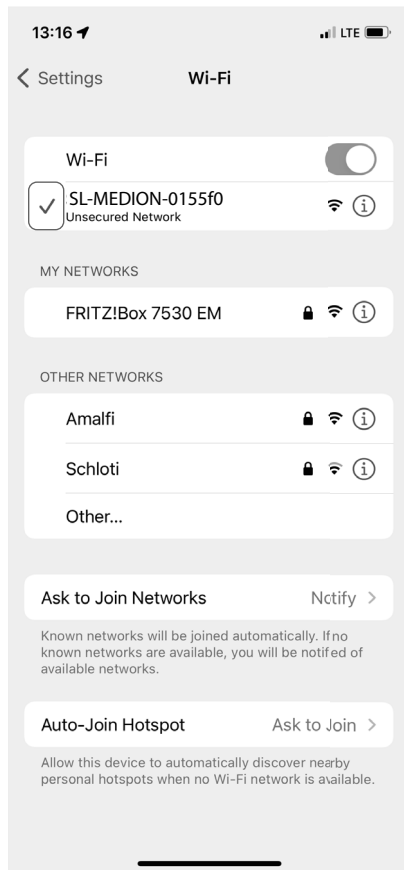 13:16
LTE
Settings
Wi-Fi
Wi-Fi
SL-MEDION-0155f0
Unsecured Network
MY NETWORKS
FRITZ!Box 7530 EM
OTHER NETWORKS
Amalfi
Schloti
Other...
Ask to Join Networks Notify
Known networks will be joined automatically. If no
known networks are available, you will be notified of
available networks.
Auto-Join Hotspot Ask to Join
Allow this device to automatically discover nearby
personal hotspots when no Wi-Fi network is available.